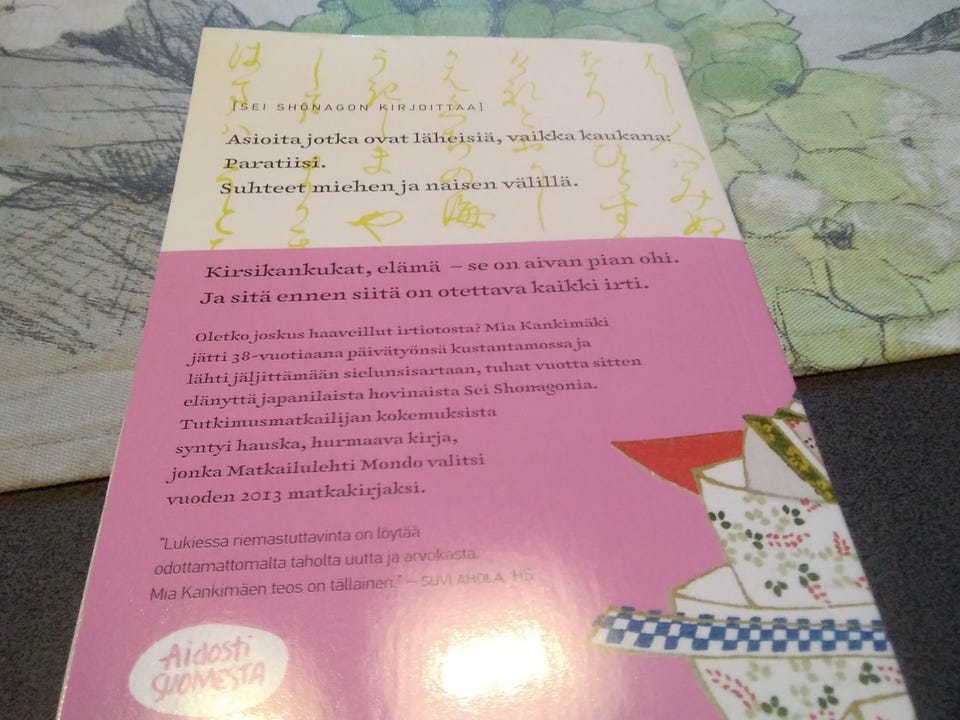 [SEI SHONAGON KIRJOITTAA]
Asioita jotka ovat läheisiä, vaikka kaukana:
Paratiisi.
Suhteet miehen ja naisen välillä.
Kirsikankukat, elämä – se on aivan pian ohi.
Ja sitä ennen siitä on otettava kaikki irti.
Oletko joskus haaveillut irtiotosta? Mia Kankimäki
jätti 38-vuotiaana päivätyönsä kustantamossa ja
lähti jäljittämään sielunsisartaan, tuhat vuotta sitten
elänyttä japanilaista hovinaista Sei Shonagonia.
Tutkimusmatkailijan kokemuksista
syntyi hauska, hurmaava kirja,
jonka Matkailulehti Mondo valitsi
vuoden 2013 matkakirjaksi.
"Lukiessa riemastuttavinta on löytää
odottamattomalta taholta uutta ja arvokasta.
Mia Kankimäen teos on tällainen." – SUVI AHOLA, HS
Aidosti
SUOMESTA